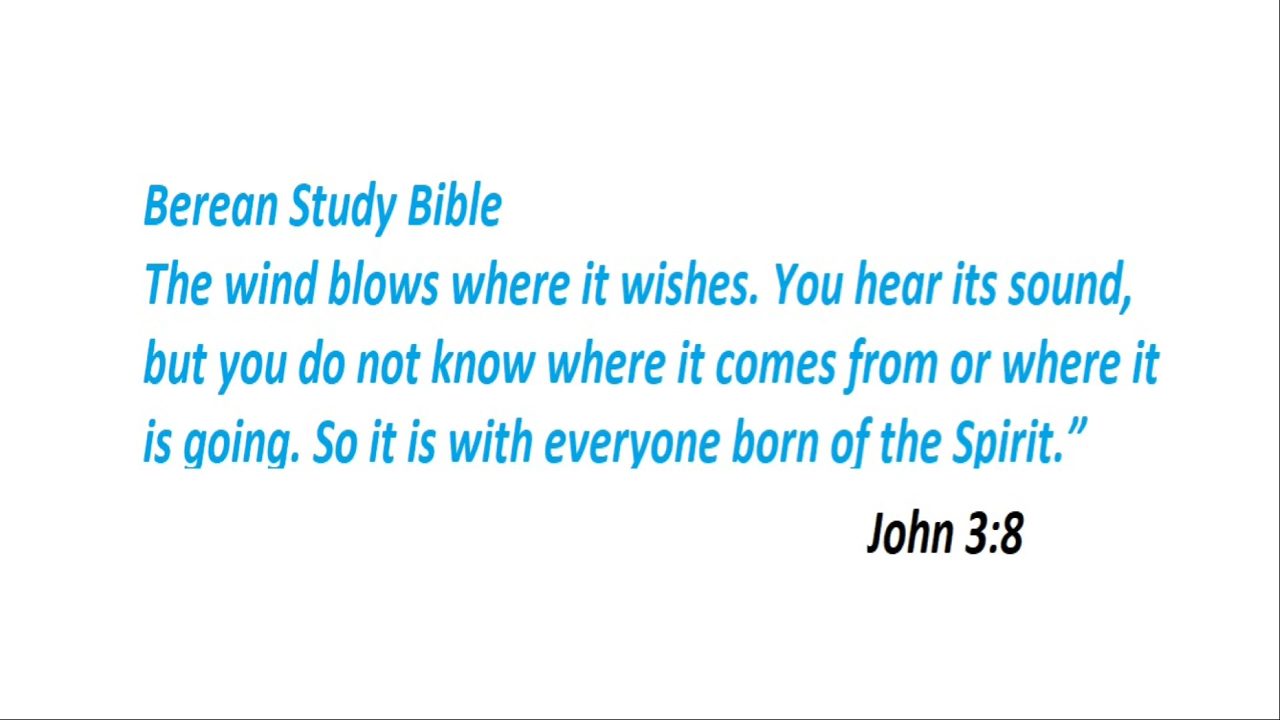 Berean Study Bible
The wind blows where it wishes. You hear its sound,
but you do not know where it comes from or where it
is going. So it is with everyone born of the Spirit.”
John 3:8